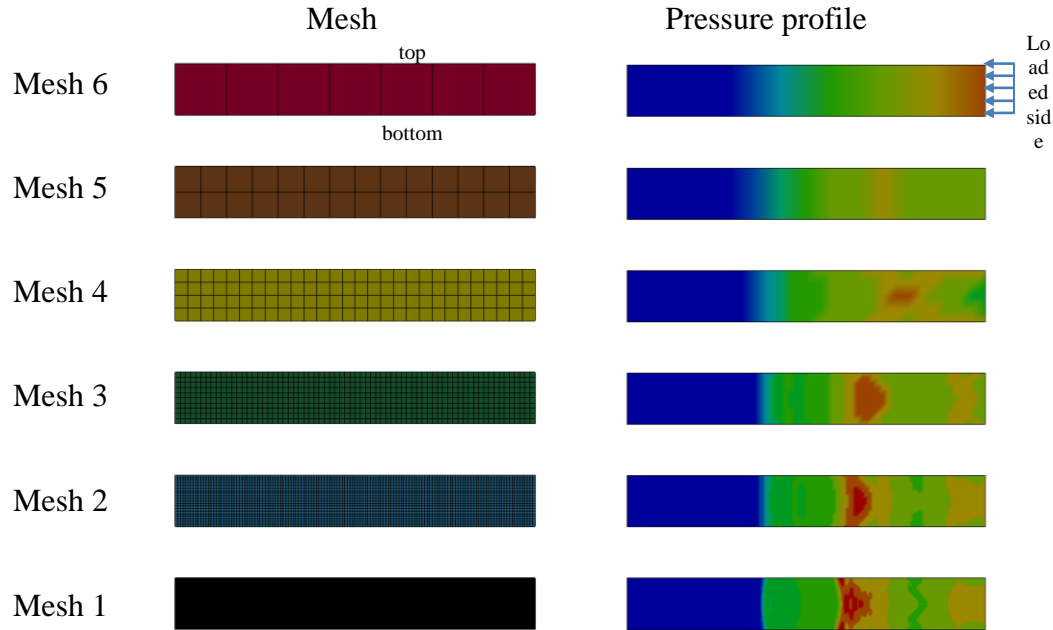 Mesh
Pressure profile
Mesh 6
top
bottom
Lo
ad
ed
sid
e
Mesh 5
Mesh 4
Mesh 3
Mesh 2
Mesh 1